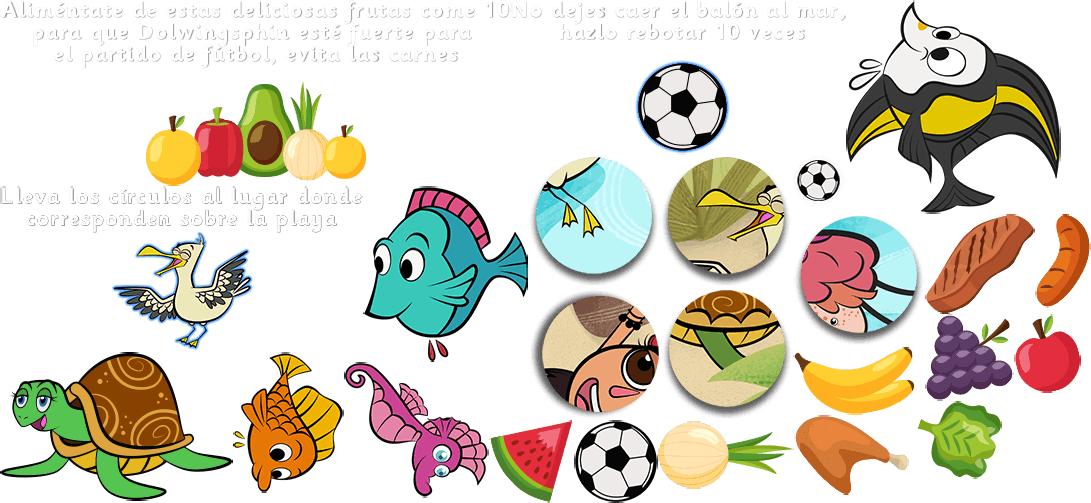 Aliméntate de estas deliciosas frutas come 10
para que Dolwingsphin esté fuerte para
el partido de fútbol, evita las carnes
No dejes caer el balón al mar,
hazlo rebotar 10 veces
Lleva los círculos al lugar donde
corresponden sobre la playa